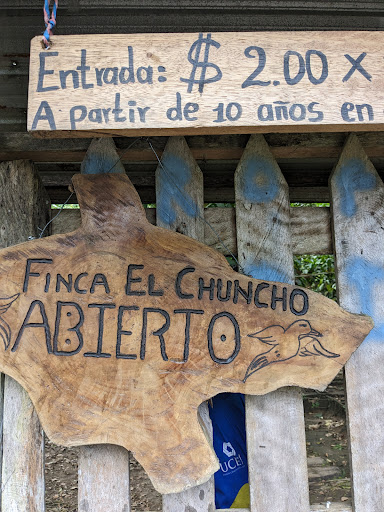 Entrada: $ 2.00 x
A partir de 10 años en
FINCA EL CHUNCHO
ABIERTO